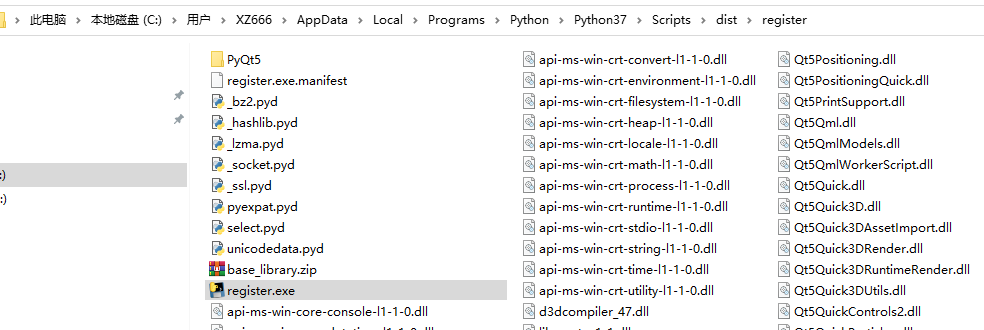 此电脑 > 本地磁盘 (C:) > 用户 > XZ666 > AppData > Local > Programs > Python > Python37 > Scripts > dist > register
PyQt5
register.exe.manifest
_bz2.pyd
_hashlib.pyd
_lzma.pyd
_socket.pyd
_ssl.pyd
pyexpat.pyd
select.pyd
unicodedata.pyd
base_library.zip
register.exe
api-ms-win-core-console-l1-1-0.dll
api-ms-win-crt-convert-l1-1-0.dll
api-ms-win-crt-environment-l1-1-0.dll
api-ms-win-crt-filesystem-l1-1-0.dll
api-ms-win-crt-heap-l1-1-0.dll
api-ms-win-crt-locale-l1-1-0.dll
api-ms-win-crt-math-l1-1-0.dll
api-ms-win-crt-process-l1-1-0.dll
api-ms-win-crt-runtime-l1-1-0.dll
api-ms-win-crt-stdio-l1-1-0.dll
api-ms-win-crt-string-l1-1-0.dll
api-ms-win-crt-time-l1-1-0.dll
api-ms-win-crt-utility-l1-1-0.dll
d3dcompiler_47.dll
Qt5Positioning.dll
Qt5PositioningQuick.dll
Qt5PrintSupport.dll
Qt5Qml.dll
Qt5QmlModels.dll
Qt5QmlWorkerScript.dll
Qt5Quick.dll
Qt5Quick3D.dll
Qt5Quick3DAssetImport.dll
Qt5Quick3DRender.dll
Qt5Quick3DRuntimeRender.dll
Qt5Quick3DUtils.dll
Qt5QuickControls2.dll
:)
:)